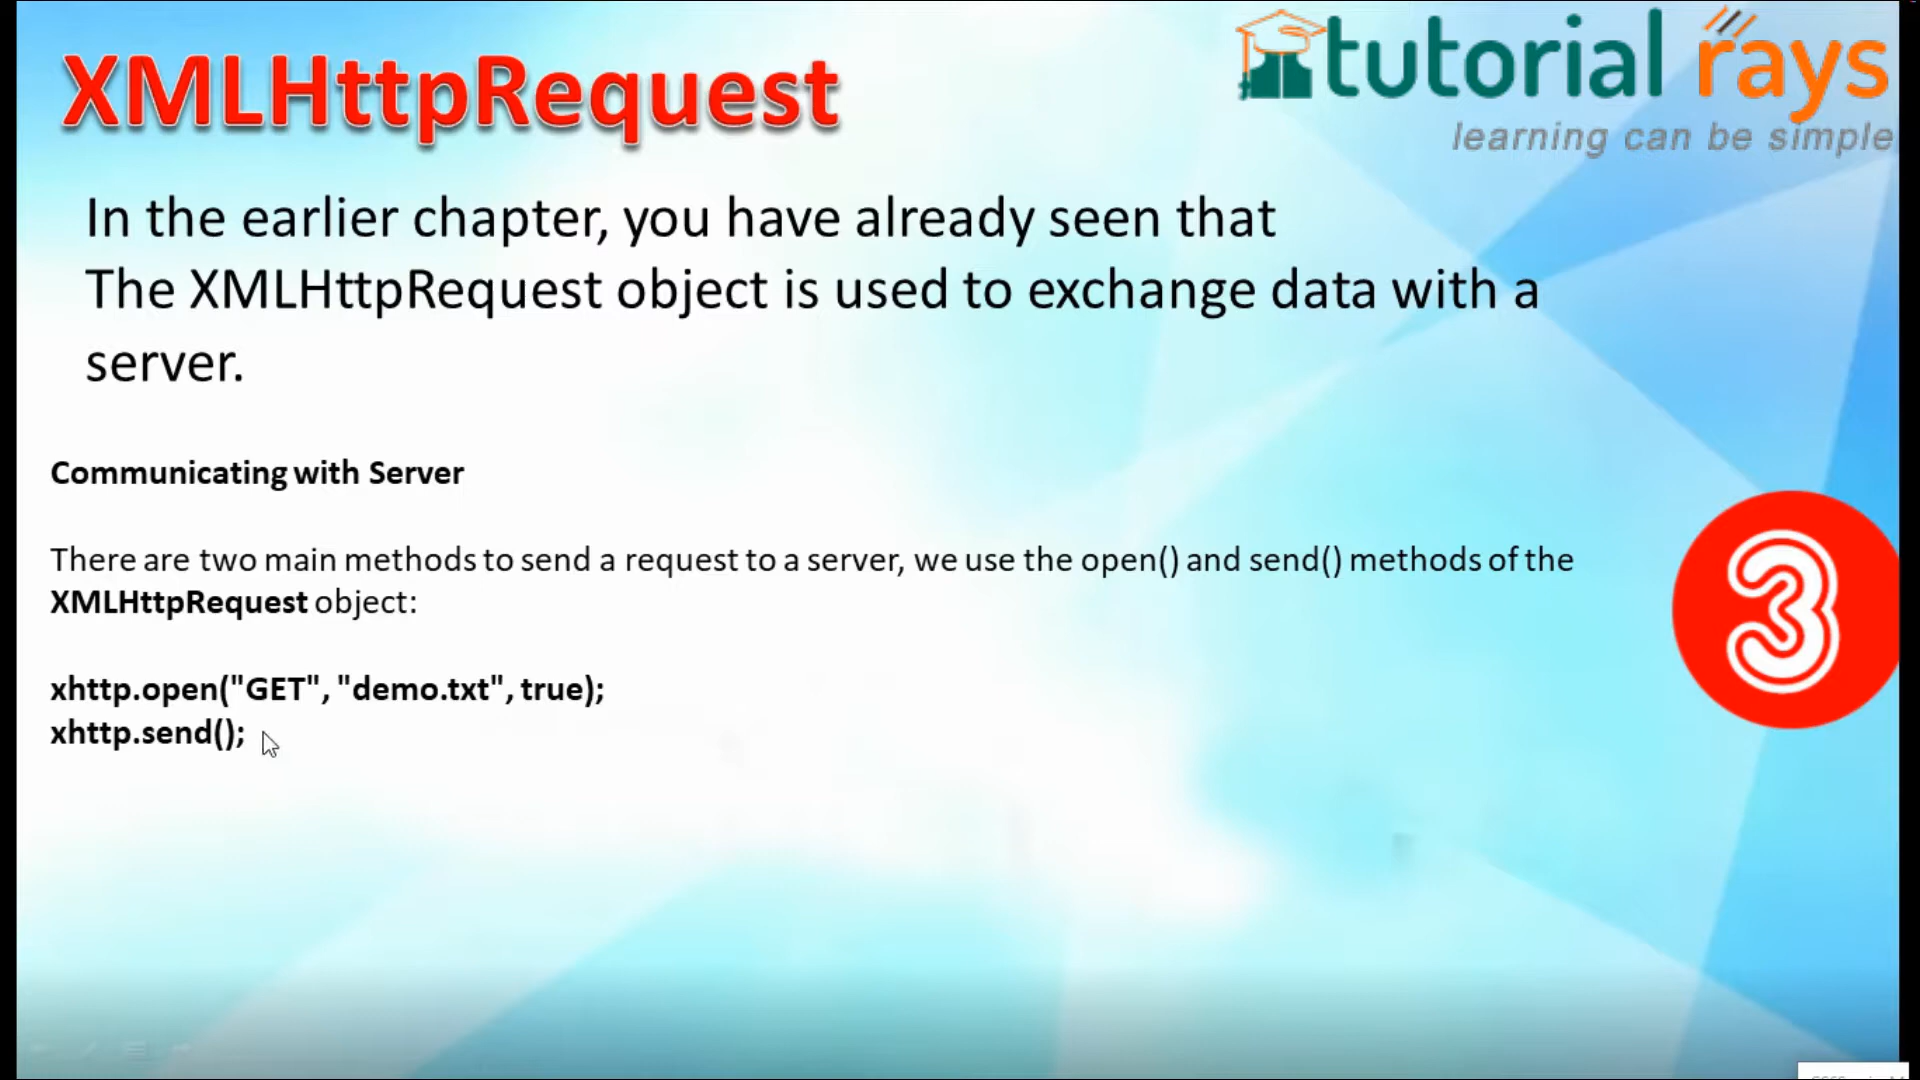 XMLHttpRequest
tutorial rays
learning can be simple
In the earlier chapter, you have already seen that
The XMLHttpRequest object is used to exchange data with a
server.
Communicating with Server
There are two main methods to send a request to a server, we use the open() and send() methods of the
XMLHttpRequest object:
3
xhttp.open("GET", "demo.txt", true);
xhttp.send();